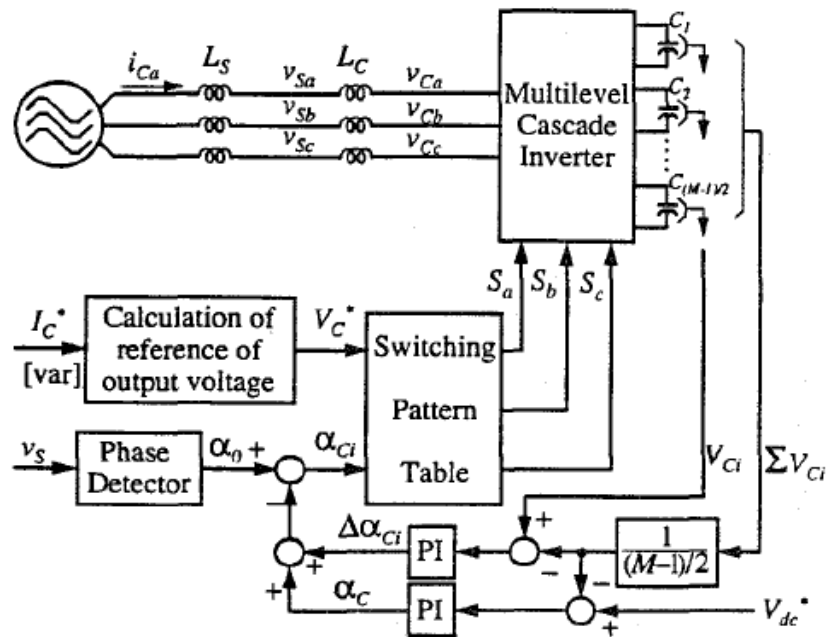 i_Ca L_S v_Sa L_C v_Ca
v_Sb v_Cb
v_Sc v_Cc
Multilevel
Cascade
Inverter
C_1
C_2
C_(M-1)/2
S_a S_b S_c
I_C*
[var]
Calculation of
reference of
output voltage
V_C*
Switching
Pattern
Table
v_S
Phase
Detector
α_0 +
α_Ci
−
V_Ci
ΣV_Ci
+
Δα_Ci
PI
+
−
1
(M−1)/2
+
α_C
PI
−
+
V_dc*